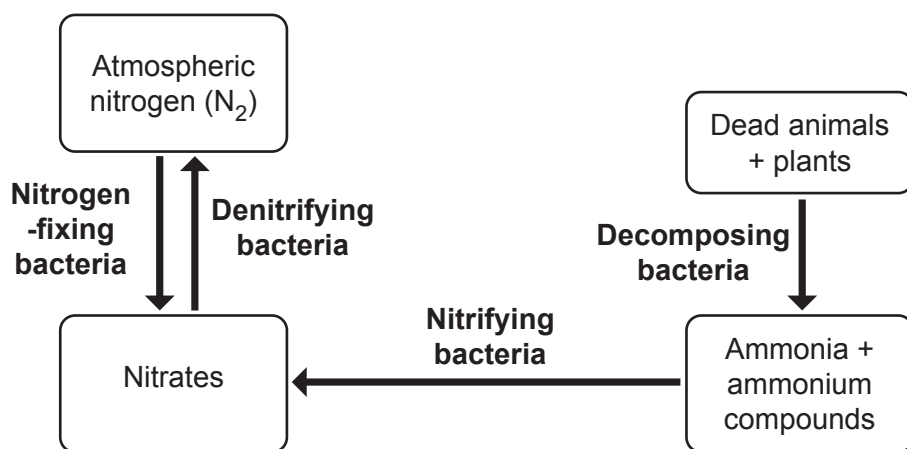 Atmospheric
nitrogen (N₂)
Dead animals
+ plants
Nitrogen
-fixing
bacteria
Denitrifying
bacteria
Decomposing
bacteria
Nitrifying
bacteria
Nitrates
Ammonia +
ammonium
compounds